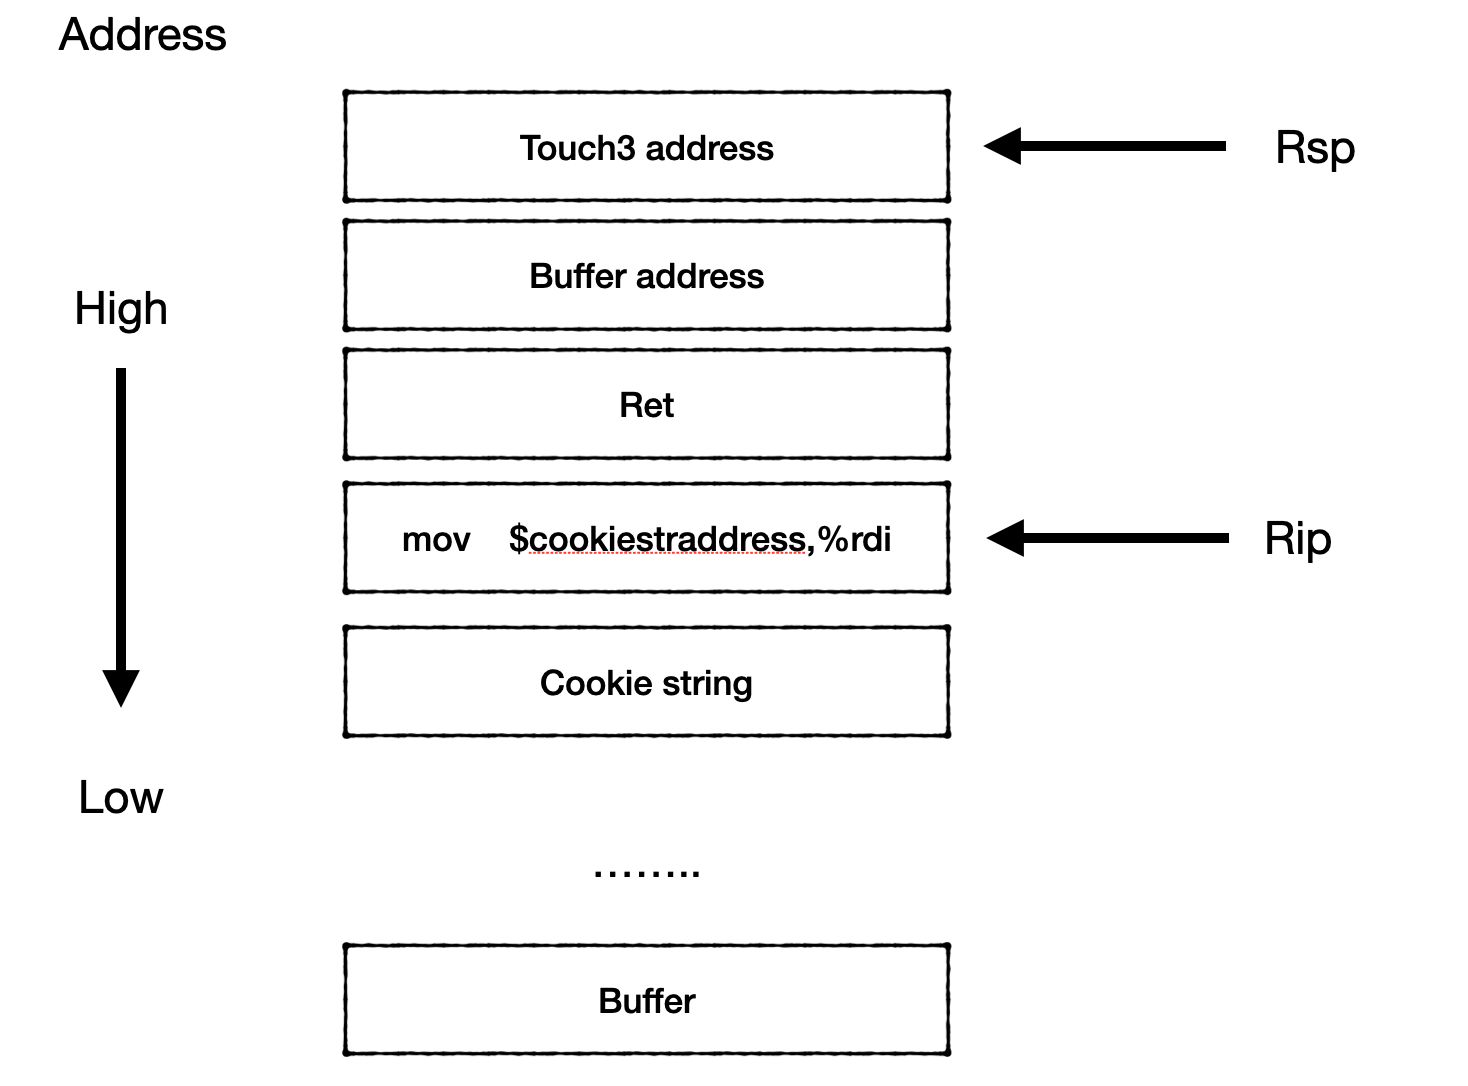 Address
Touch3 address
Rsp
Buffer address
High
Ret
mov $cookiestraddress,%rdi
Rip
Cookie string
Low
........
Buffer